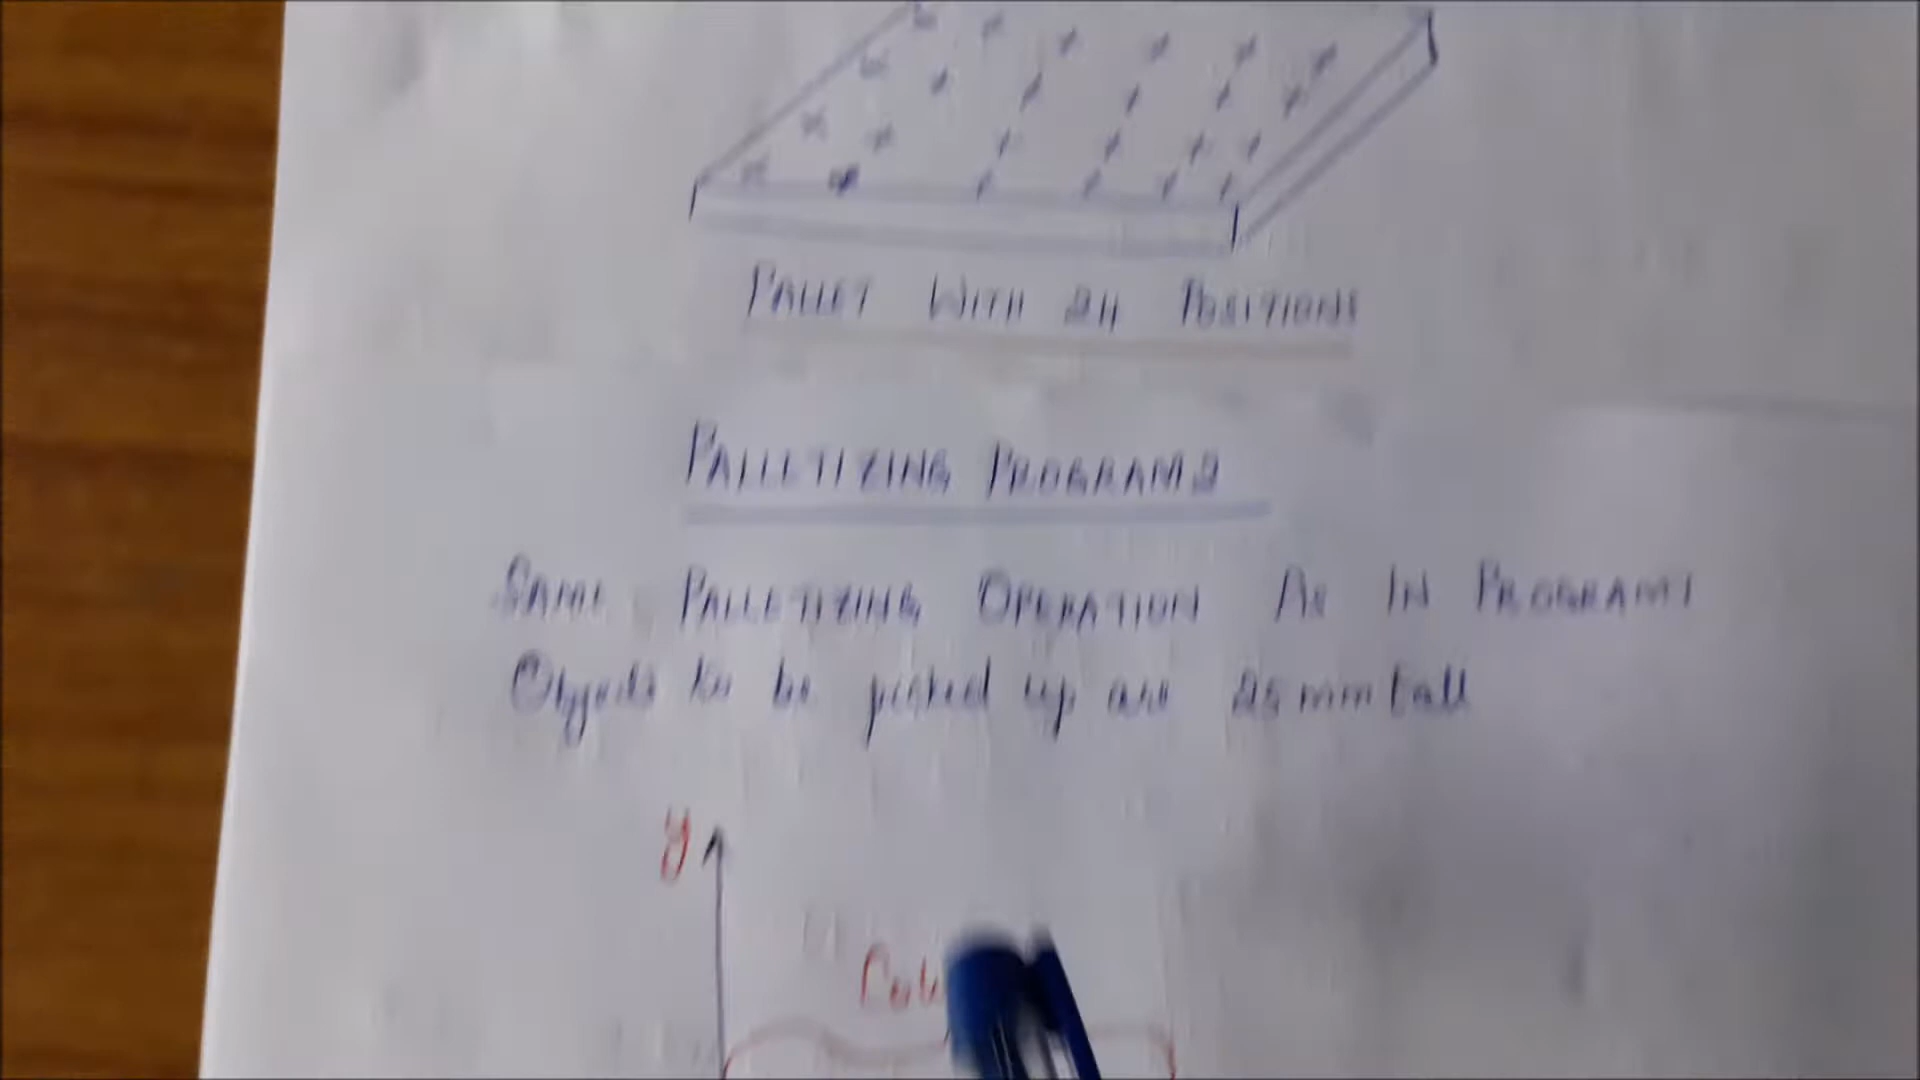 PALLET WITH 24 POSITIONS
PALLETIZING PROGRAM 2
SAME PALLETIZING OPERATION AS IN PROGRAM 1
Objects to be picked up are 25 mm tall
y